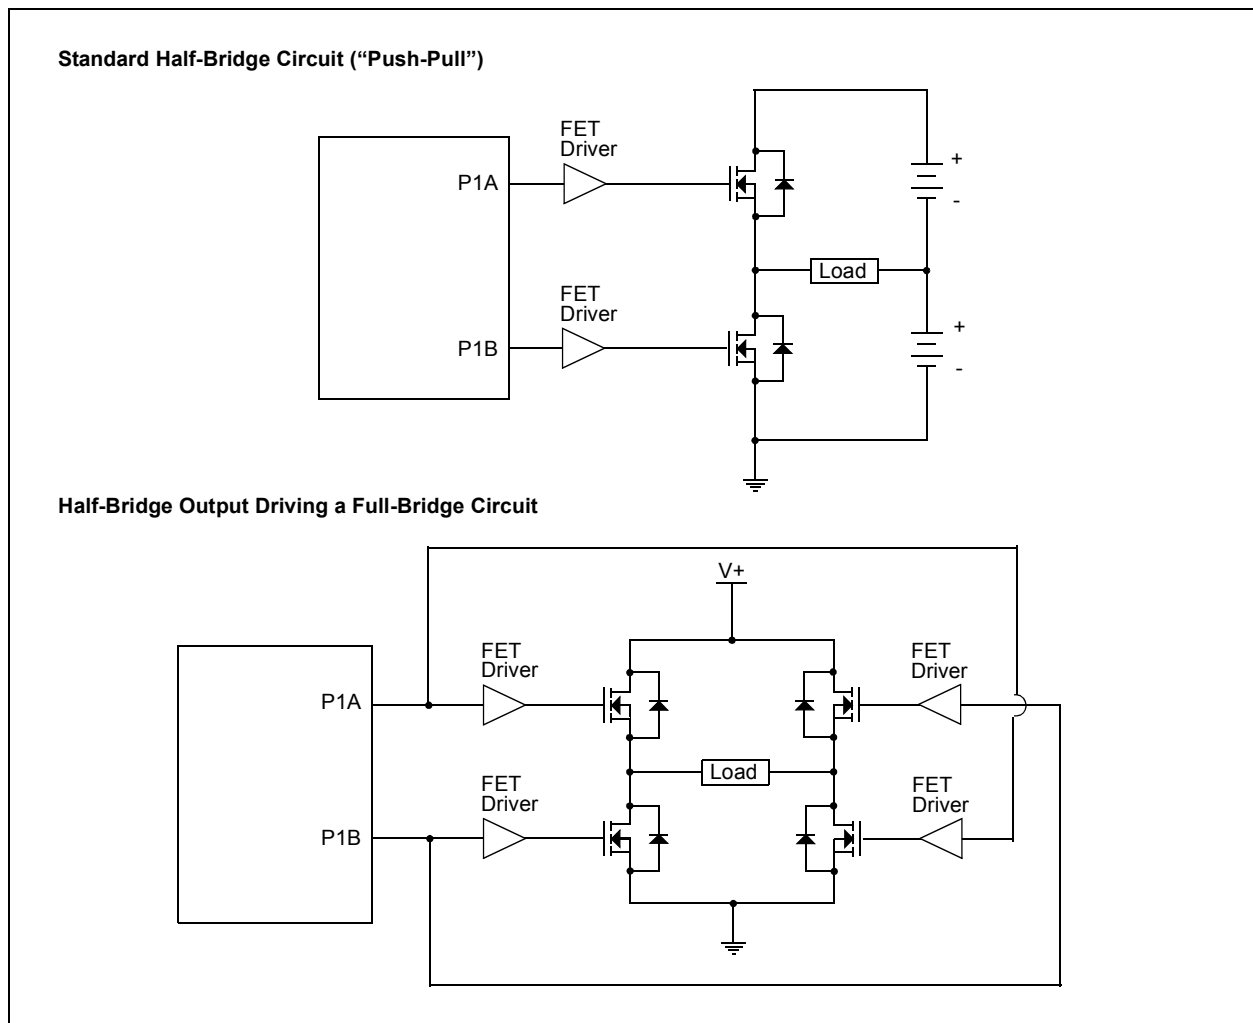 Standard Half-Bridge Circuit (“Push-Pull”)
FET
Driver
P1A
+
-
Load
FET
Driver
P1B
+
-
Half-Bridge Output Driving a Full-Bridge Circuit
V+
FET
Driver
FET
Driver
P1A
Load
FET
Driver
FET
Driver
P1B